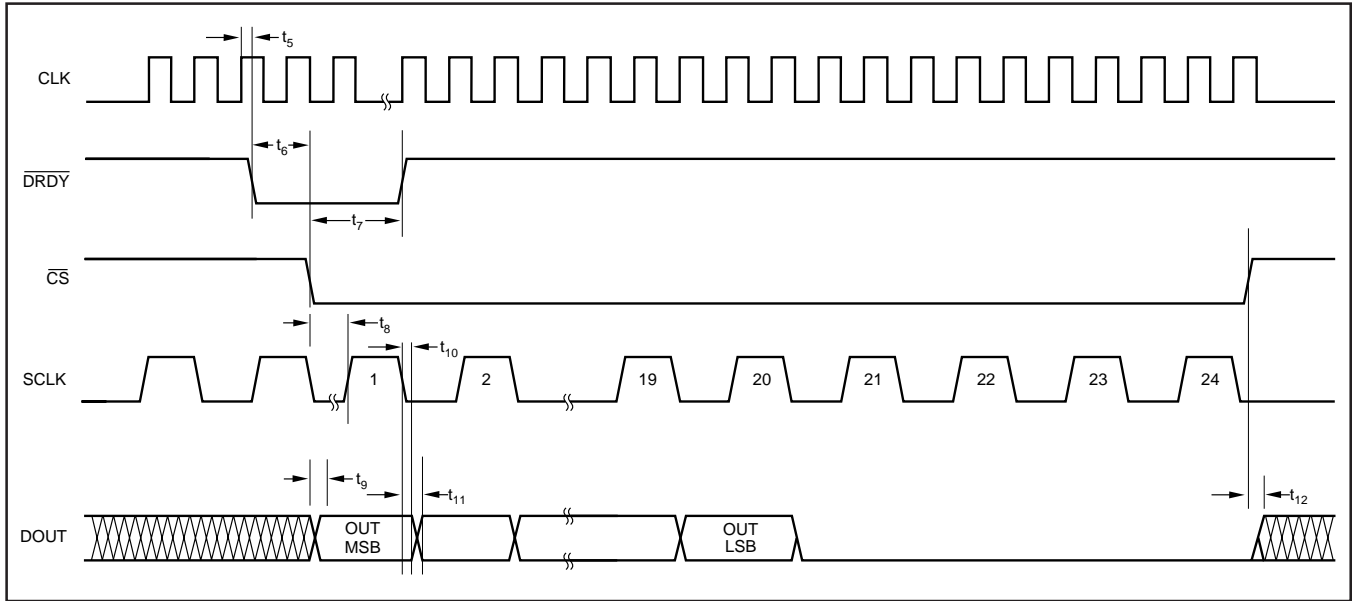 t5
CLK
t6
DRDY
t7
CS
t8
t10
SCLK
1 2 19 20 21 22 23 24
t9
t11
t12
DOUT
OUT MSB
OUT LSB